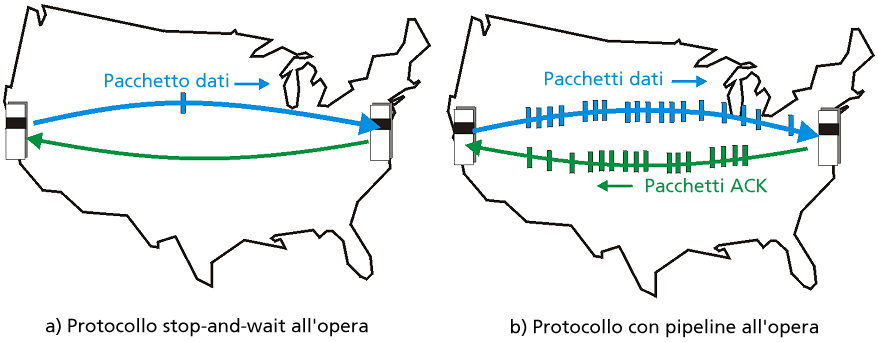 Pacchetto dati
Pacchetti dati
Pacchetti ACK
a) Protocollo stop-and-wait all'opera
b) Protocollo con pipeline all'opera